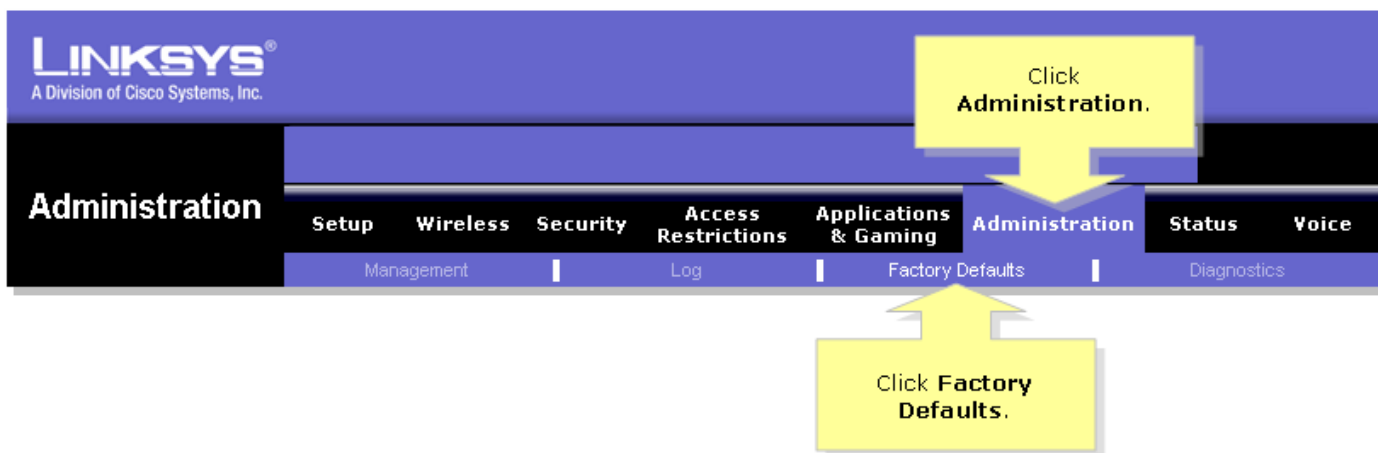 LINKSYS®
A Division of Cisco Systems, Inc.
Click
Administration.
Administration
Setup
Wireless
Security
Access
Restrictions
Applications
& Gaming
Administration
Status
Voice
Management
Log
Factory Defaults
Diagnostics
Click Factory
Defaults.